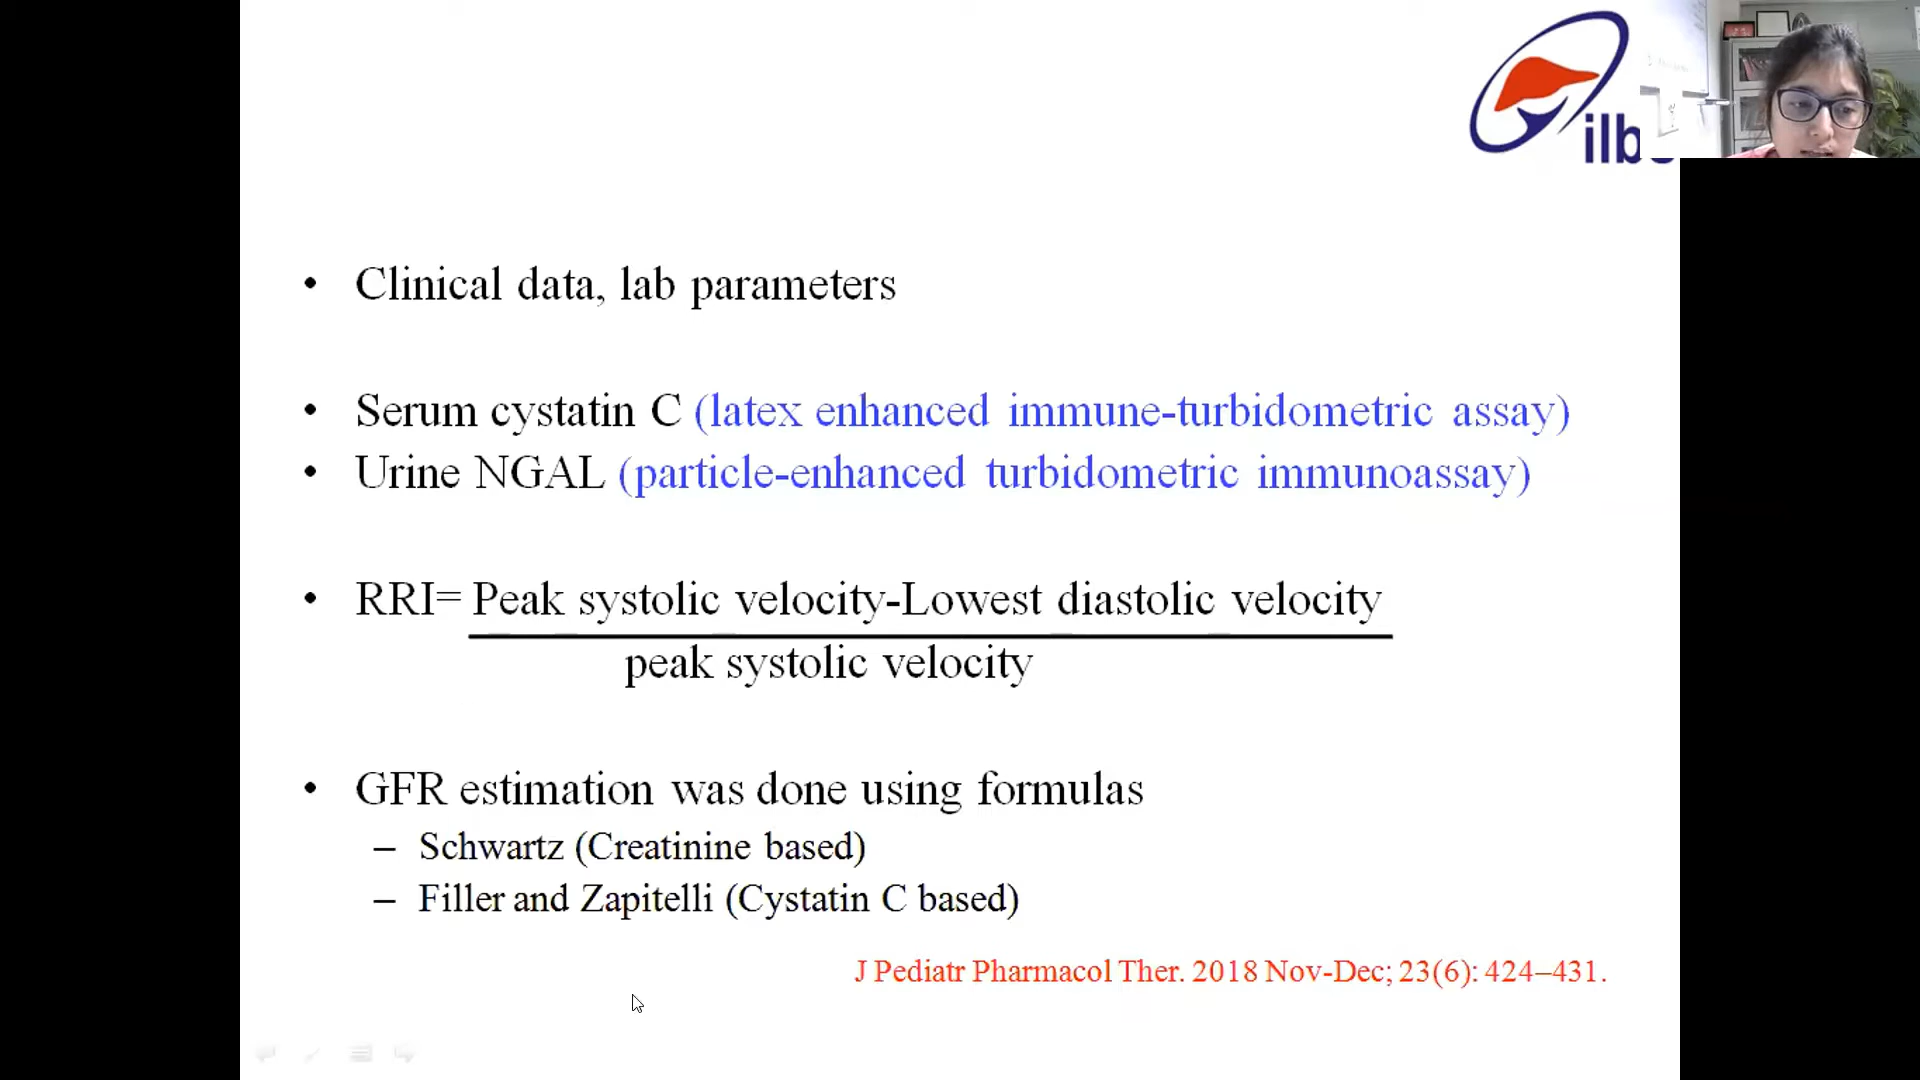 • Clinical data, lab parameters
• Serum cystatin C (latex enhanced immune-turbidometric assay)
• Urine NGAL (particle-enhanced turbidometric immunoassay)
• RRI= Peak systolic velocity-Lowest diastolic velocity
peak systolic velocity
• GFR estimation was done using formulas
– Schwartz (Creatinine based)
– Filler and Zapitelli (Cystatin C based)
J Pediatr Pharmacol Ther. 2018 Nov-Dec; 23(6): 424–431.